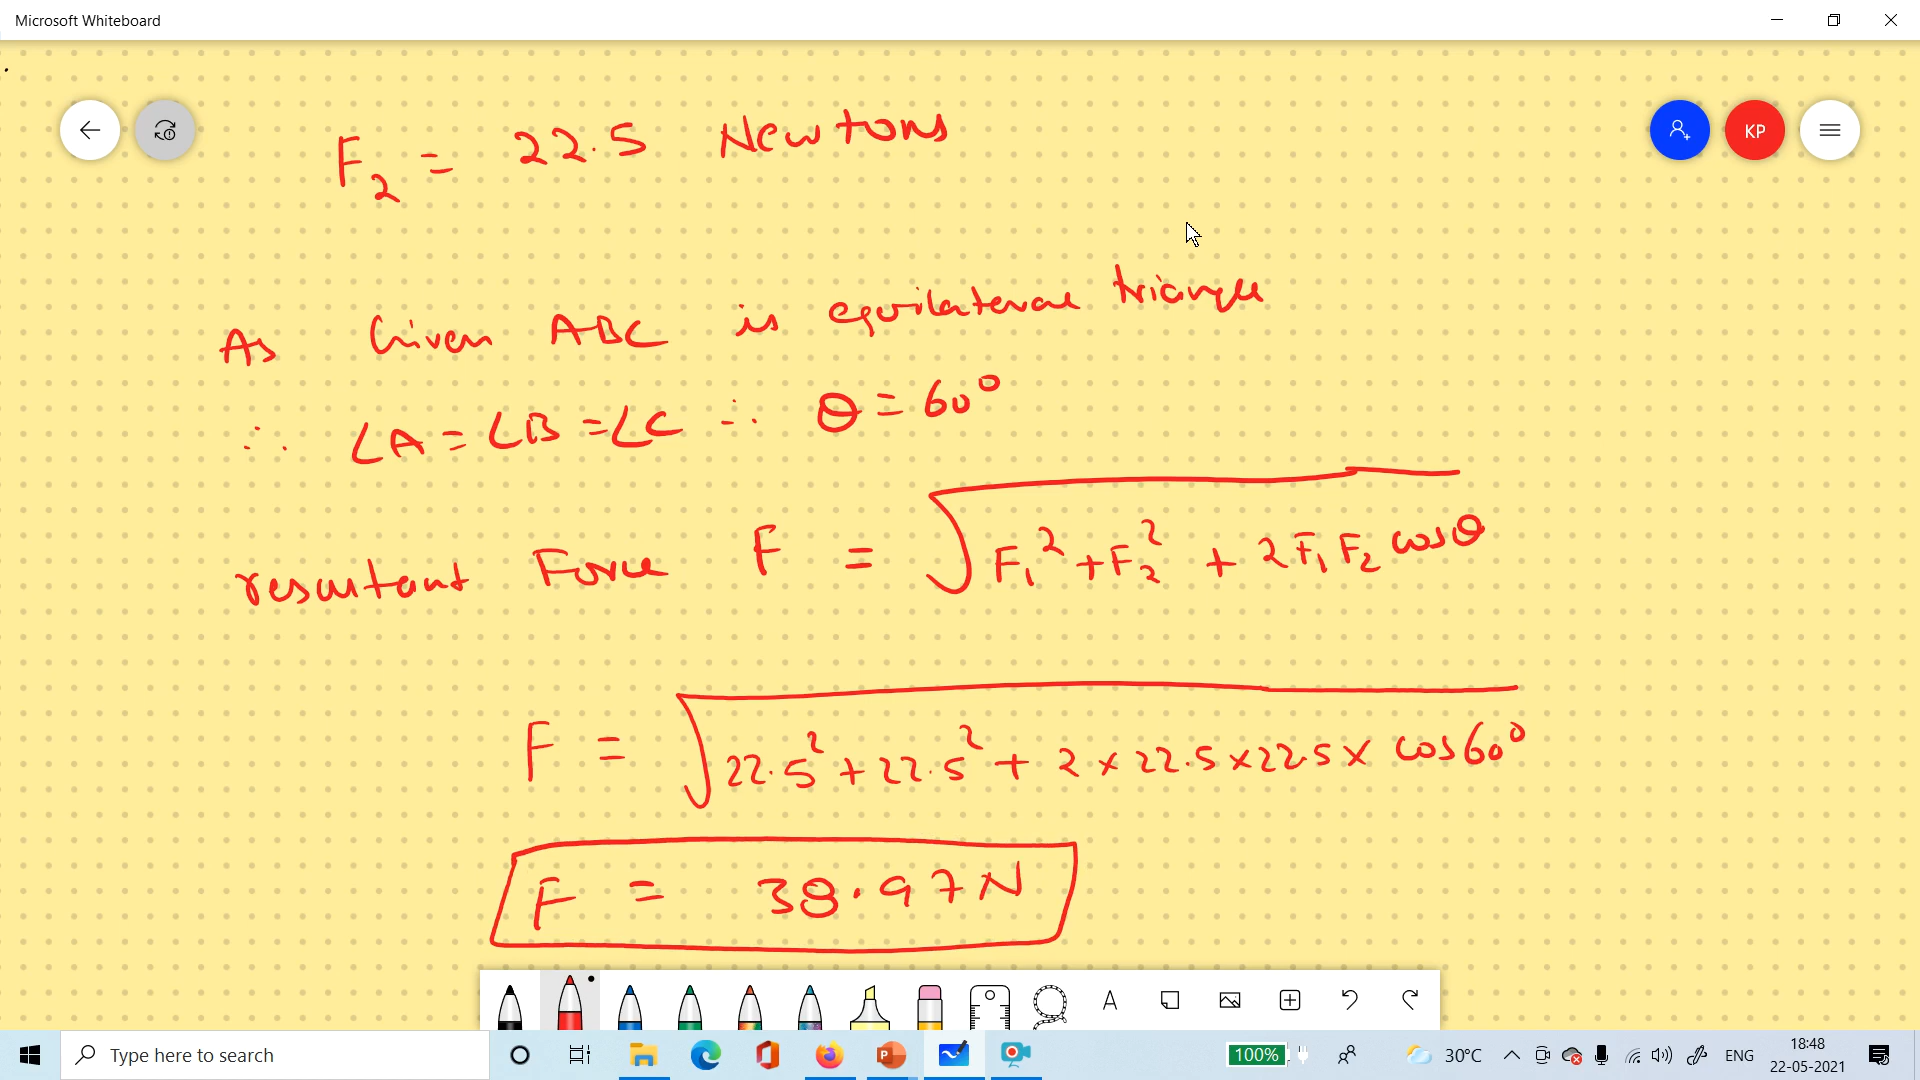 Microsoft Whiteboard
KP
F₂ = 22.5 Newtons
As Given ABC is equilateral triangle
∴ ∠A = ∠B = ∠C ∴ θ = 60°
resultant Force F = √(F₁² + F₂² + 2F₁F₂ cosθ)
F = √(22.5² + 22.5² + 2 × 22.5 × 22.5 × cos60°)
F = 38.97 N
Type here to search
100%
30°C
ENG
18:48
22-05-2021